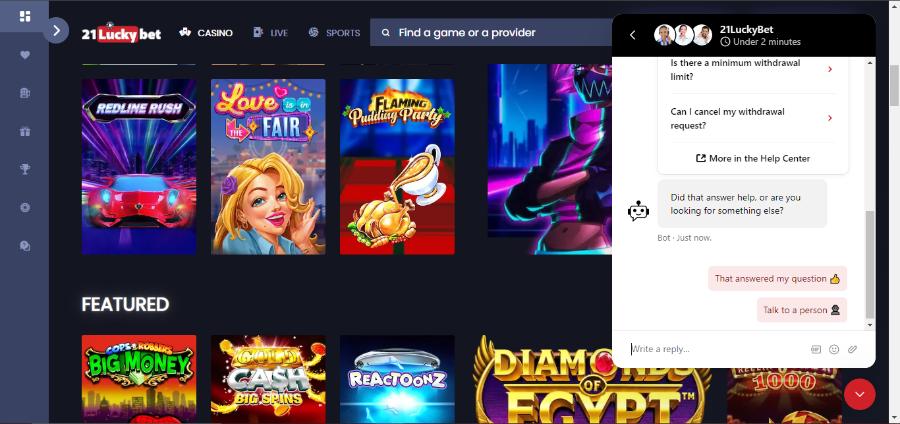 21Luckybet
CASINO
LIVE
SPORTS
Find a game or a provider
REDLINE RUSH
Love is in
THE FAIR
FLAMING
Pudding Party
FEATURED
COPS & ROBBERS
BIG MONEY
GOLD
CASH
BIG SPINS
REACTOONZ
DIAMONDS
OF
EGYPT™
1000
21LuckyBet
Under 2 minutes
Is there a minimum withdrawal
limit?
Can I cancel my withdrawal
request?
More in the Help Center
Did that answer help, or are you
looking for something else?
Bot · Just now.
That answered my question 👍
Talk to a person
Write a reply...